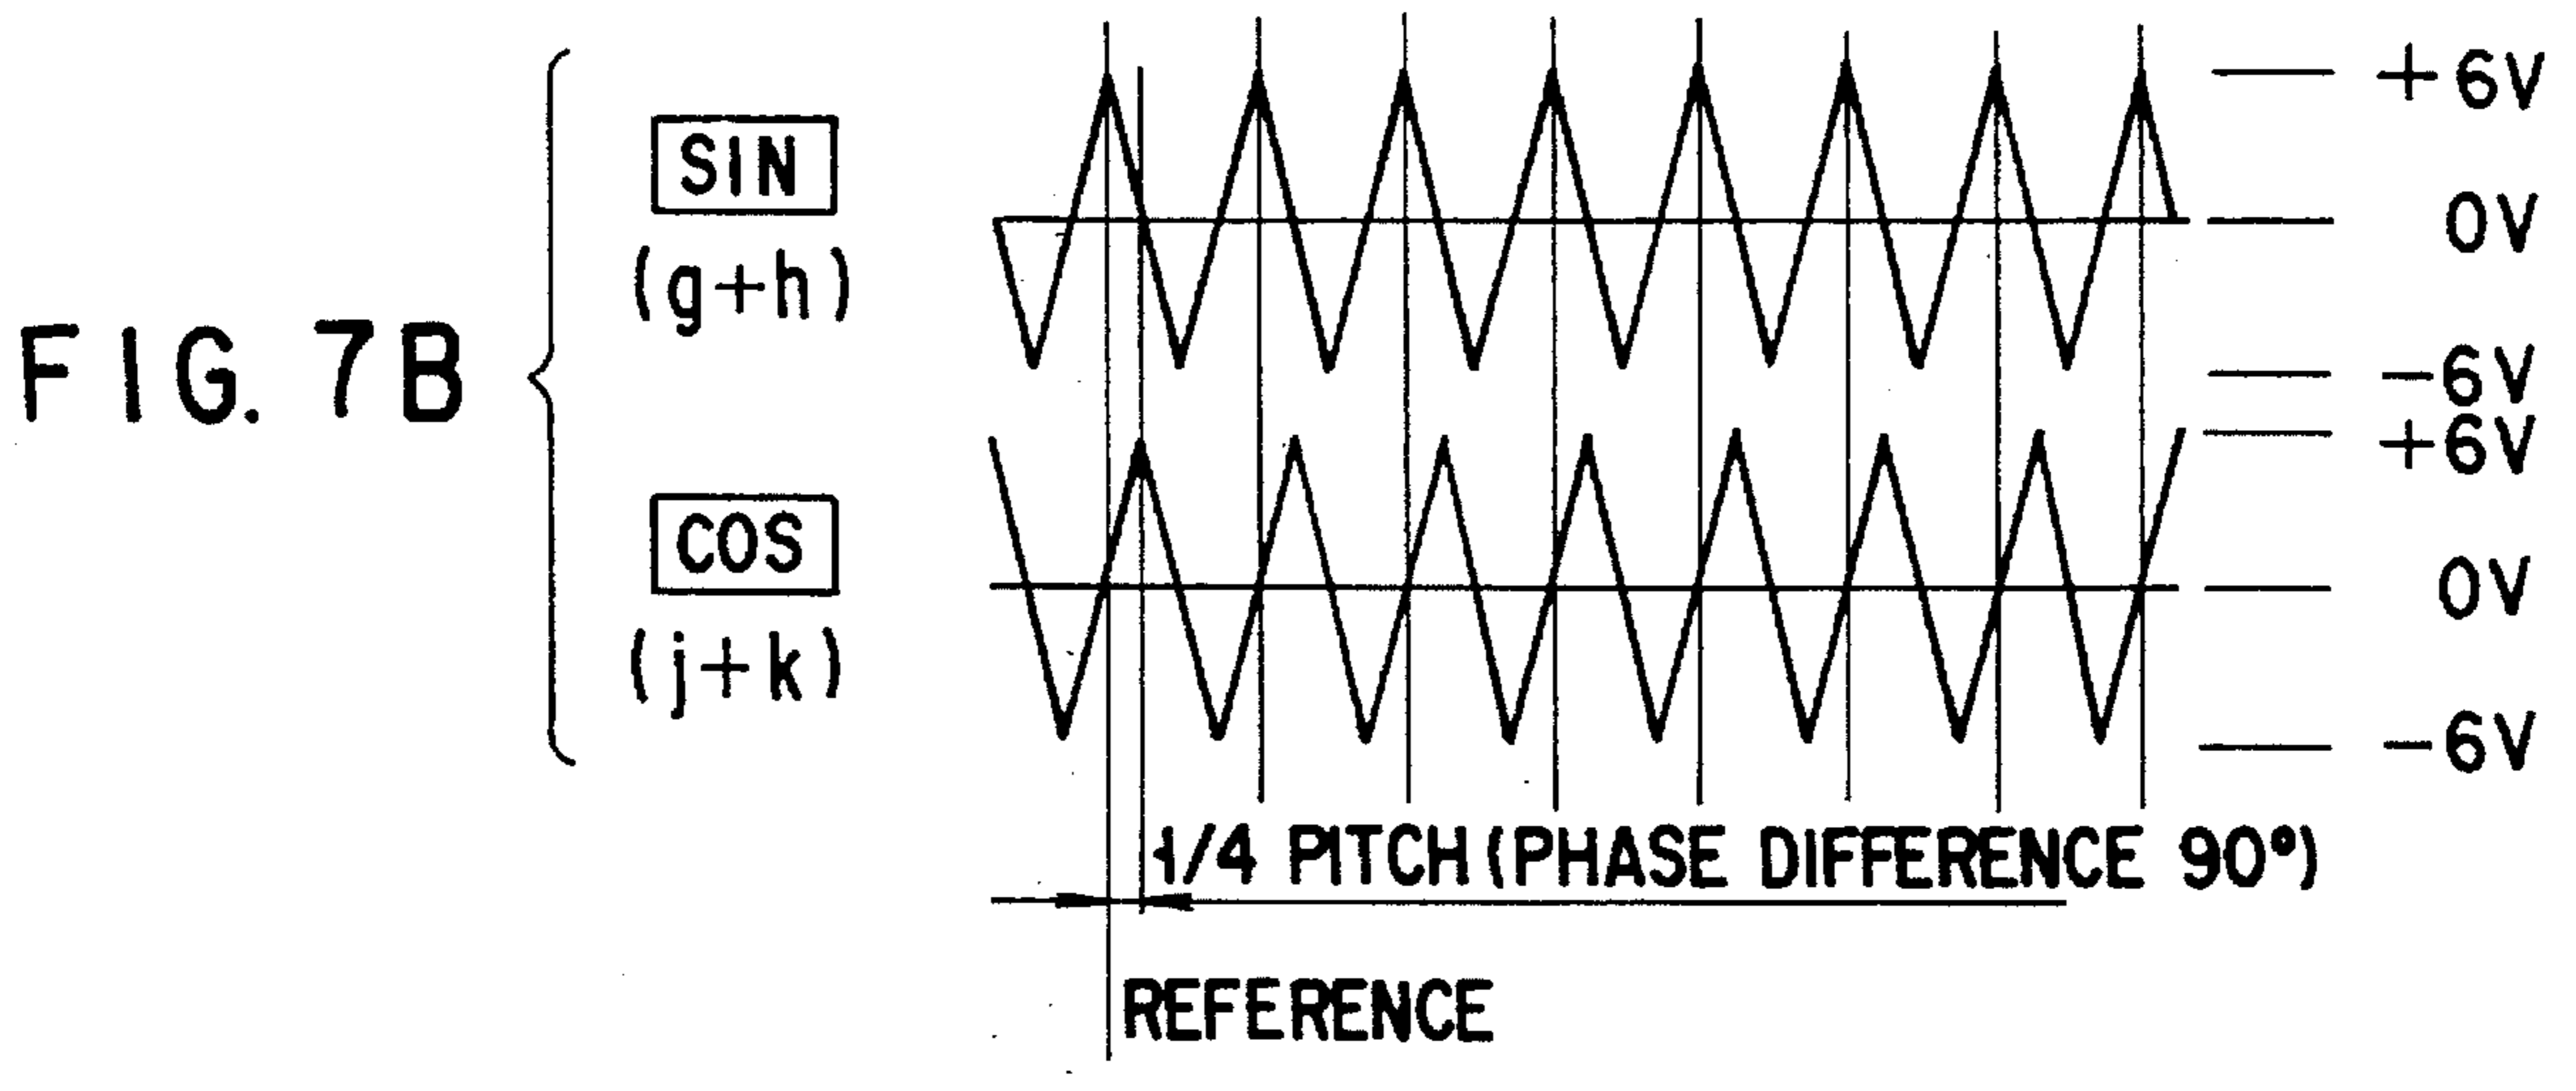 FIG. 7B
SIN
(g+h)
+6V
0V
-6V
COS
(j+k)
+6V
0V
-6V
1/4 PITCH (PHASE DIFFERENCE 90°)
REFERENCE